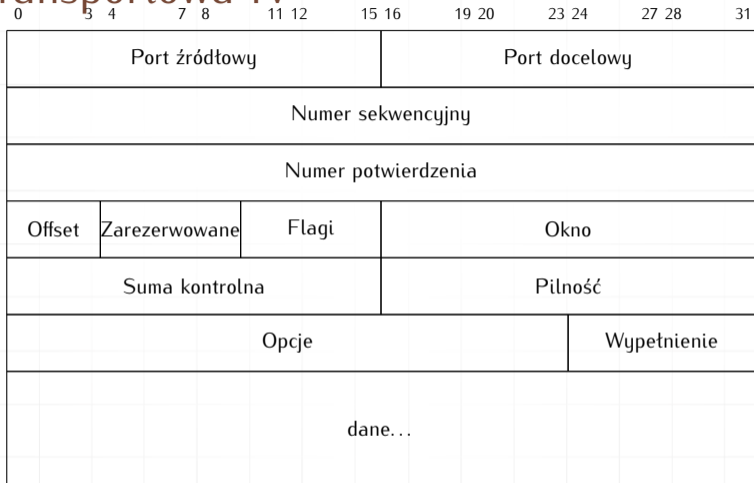 0 3 4 7 8 11 12 15 16 19 20 23 24 27 28 31
Port źródłowy Port docelowy
Numer sekwencyjny
Numer potwierdzenia
Offset Zarezerwowane Flagi Okno
Suma kontrolna Pilność
Opcje Wypełnienie
dane...